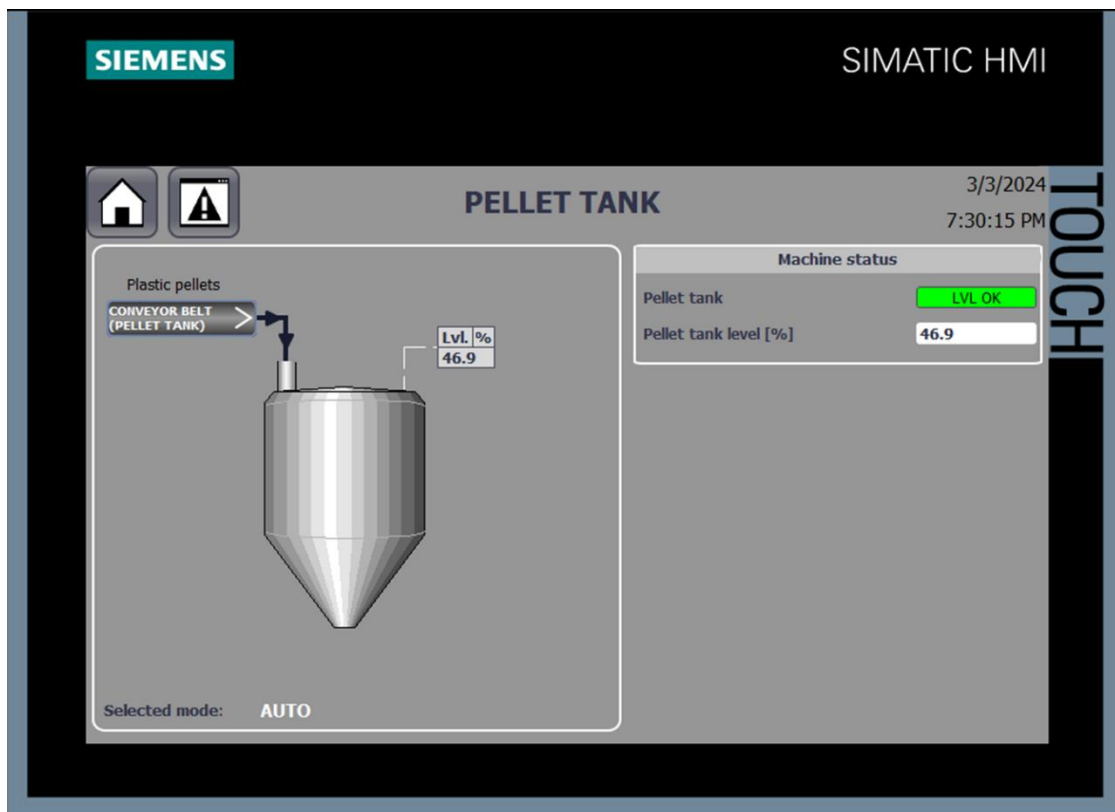 SIEMENS
SIMATIC HMI
TOUCH
PELLET TANK
3/3/2024
7:30:15 PM
Plastic pellets
CONVEYOR BELT
(PELLET TANK)
Lvl. %
46.9
Selected mode: AUTO
Machine status
Pellet tank LVL OK
Pellet tank level [%] 46.9